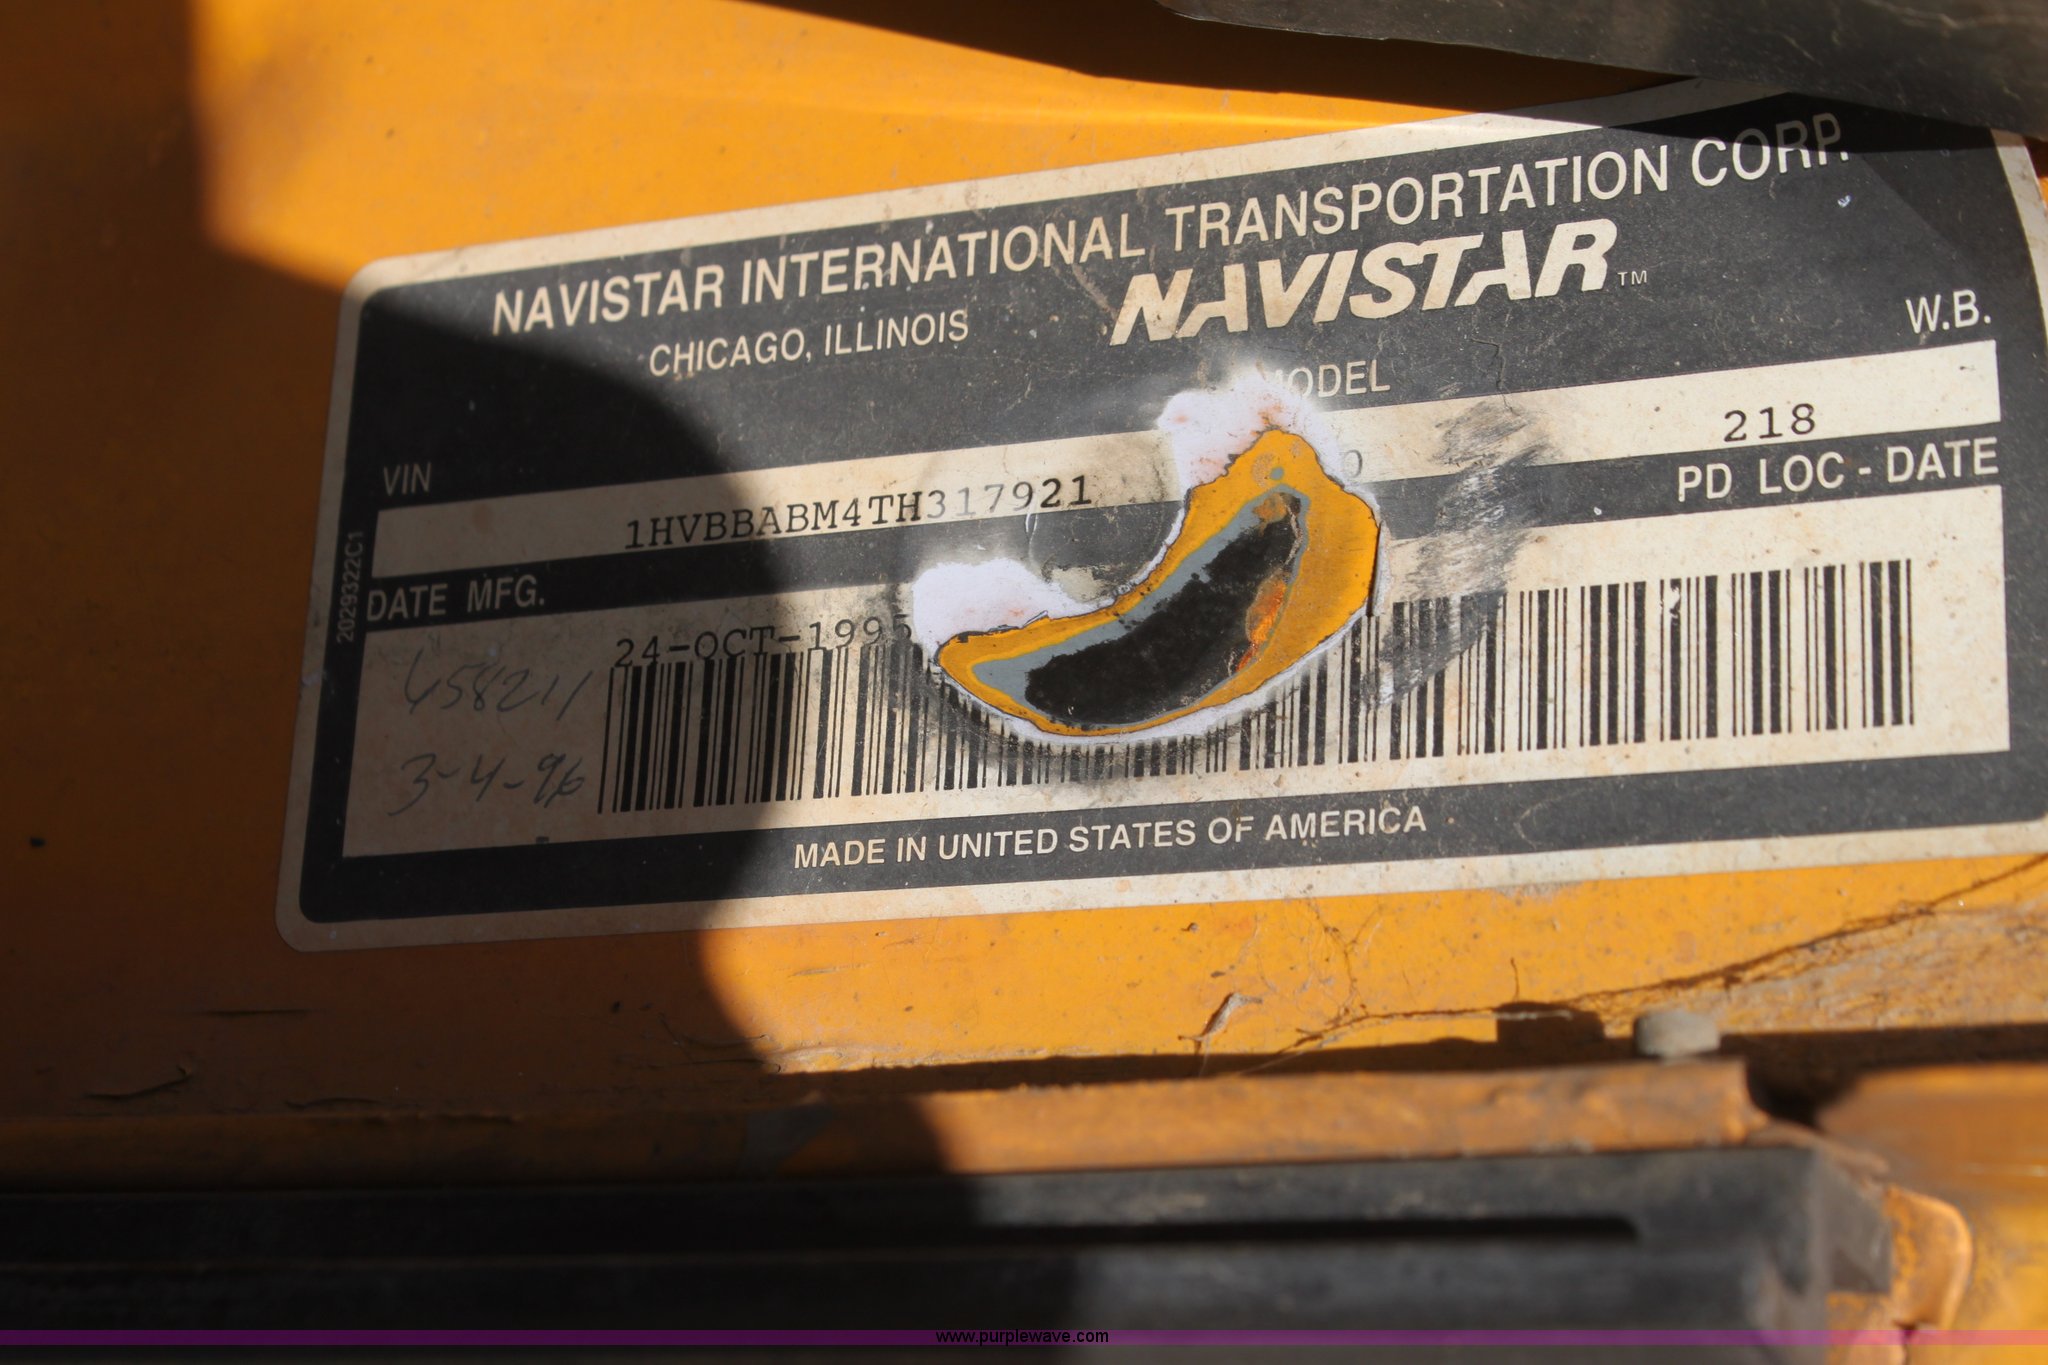 NAVISTAR INTERNATIONAL TRANSPORTATION CORP.
CHICAGO, ILLINOIS
NAVISTAR™
MODEL
W.B.
VIN
1HVBBABM4TH317921
218
DATE MFG.
PD LOC - DATE
24-OCT-1995
3-4-96
2029322C1
MADE IN UNITED STATES OF AMERICA
www.purplewave.com